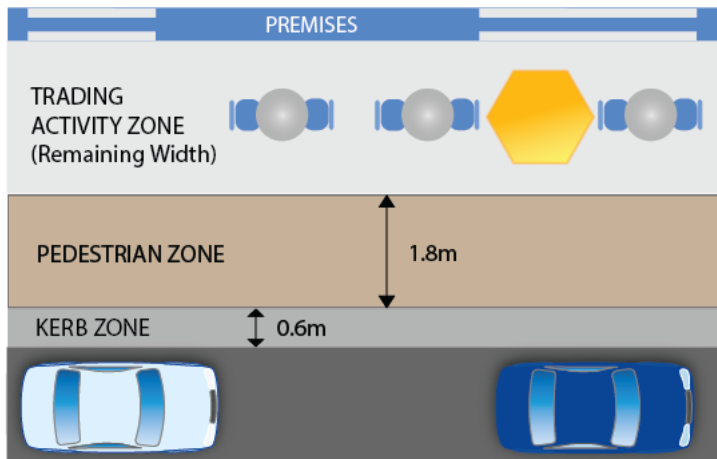 PREMISES
TRADING
ACTIVITY ZONE
(Remaining Width)
PEDESTRIAN ZONE
1.8m
KERB ZONE
0.6m